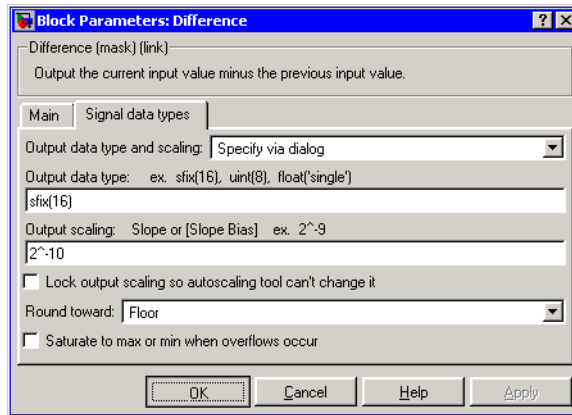 Block Parameters: Difference
Difference (mask) (link)
Output the current input value minus the previous input value.
Main Signal data types
Output data type and scaling: Specify via dialog
Output data type: ex. sfix(16), uint(8), float('single')
sfix(16)
Output scaling: Slope or [Slope Bias] ex. 2^-9
2^-10
Lock output scaling so autoscaling tool can't change it
Round toward: Floor
Saturate to max or min when overflows occur
OK Cancel Help Apply